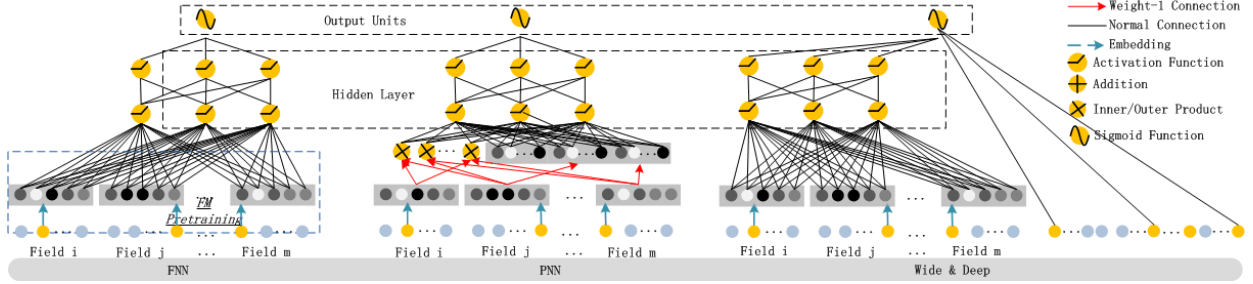 Output Units
Weight-1 Connection
Normal Connection
Embedding
Activation Function
Addition
Inner/Outer Product
Sigmoid Function
Hidden Layer
FM
Pretraining
Field i
Field j
...
Field m
FNN
Field i
Field j
...
Field m
PNN
Field i
Field j
...
Field m
Wide & Deep